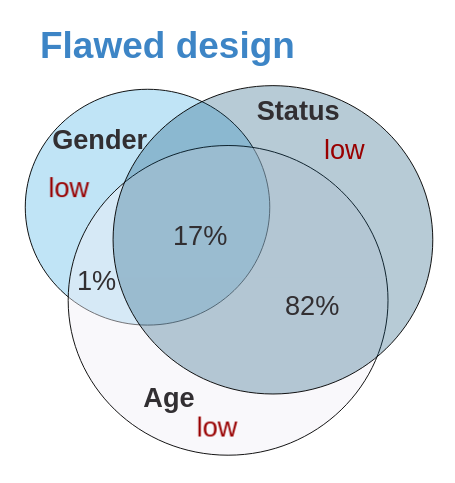 Flawed design
Status
Gender
low
low
17%
1%
82%
Age
low